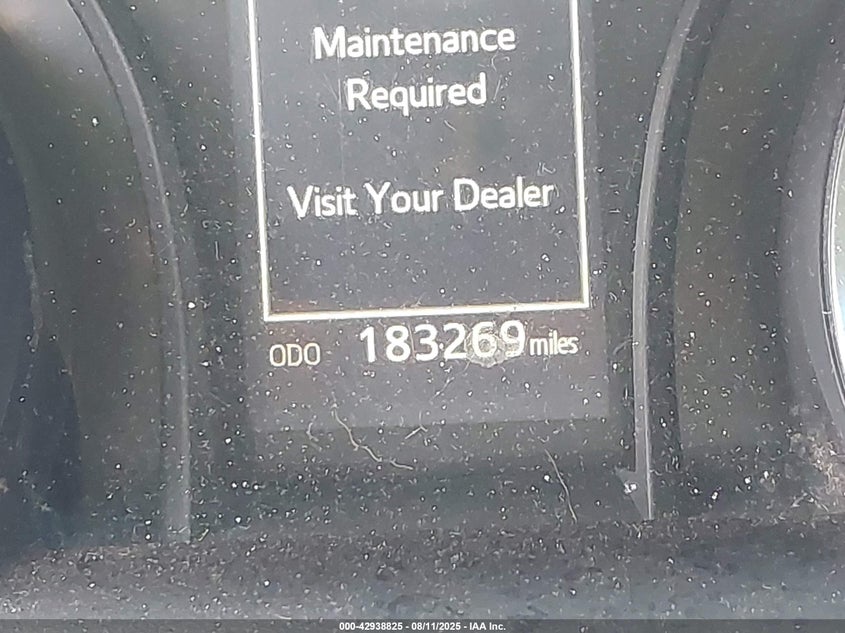 Maintenance
Required
Visit Your Dealer
ODO 183269 miles
000-42938825 - 08/11/2025 - IAA Inc.